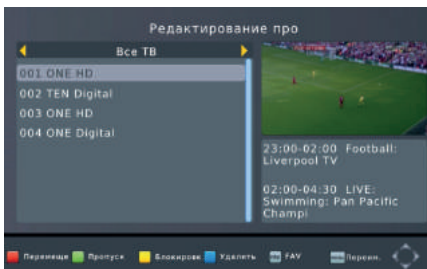 Редактирование про
Все ТВ
001 ONE HD
002 TEN Digital
003 ONE HD
004 ONE Digital
23:00-02:00 Football:
Liverpool TV
02:00-04:30 LIVE:
Swimming: Pan Pacific
Champi
Перемеще Пропуск Блокировк Удалить FAV Переим.